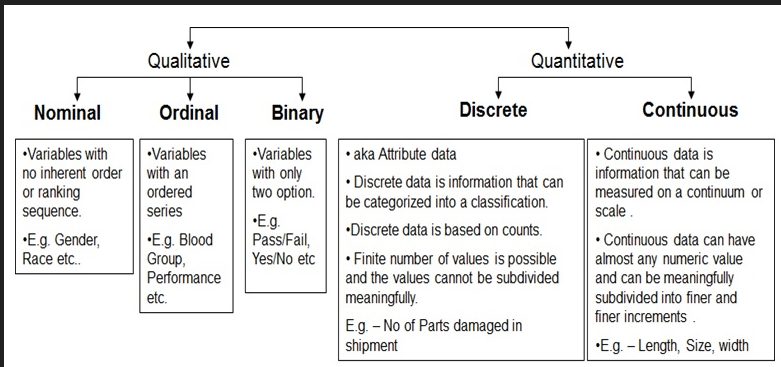 Qualitative
Quantitative
Nominal
Ordinal
Binary
Discrete
Continuous
•Variables with
no inherent order
or ranking
sequence.
•E.g. Gender,
Race etc..
•Variables
with an
ordered
series
•E.g. Blood
Group,
Performance
etc.
•Variables
with only
two option.
•E.g.
Pass/Fail,
Yes/No etc
• aka Attribute data
• Discrete data is information that can
be categorized into a classification.
•Discrete data is based on counts.
• Finite number of values is possible
and the values cannot be subdivided
meaningfully.
E.g. – No of Parts damaged in
shipment
• Continuous data is
information that can be
measured on a continuum or
scale .
• Continuous data can have
almost any numeric value
and can be meaningfully
subdivided into finer and
finer increments .
•E.g. – Length, Size, width